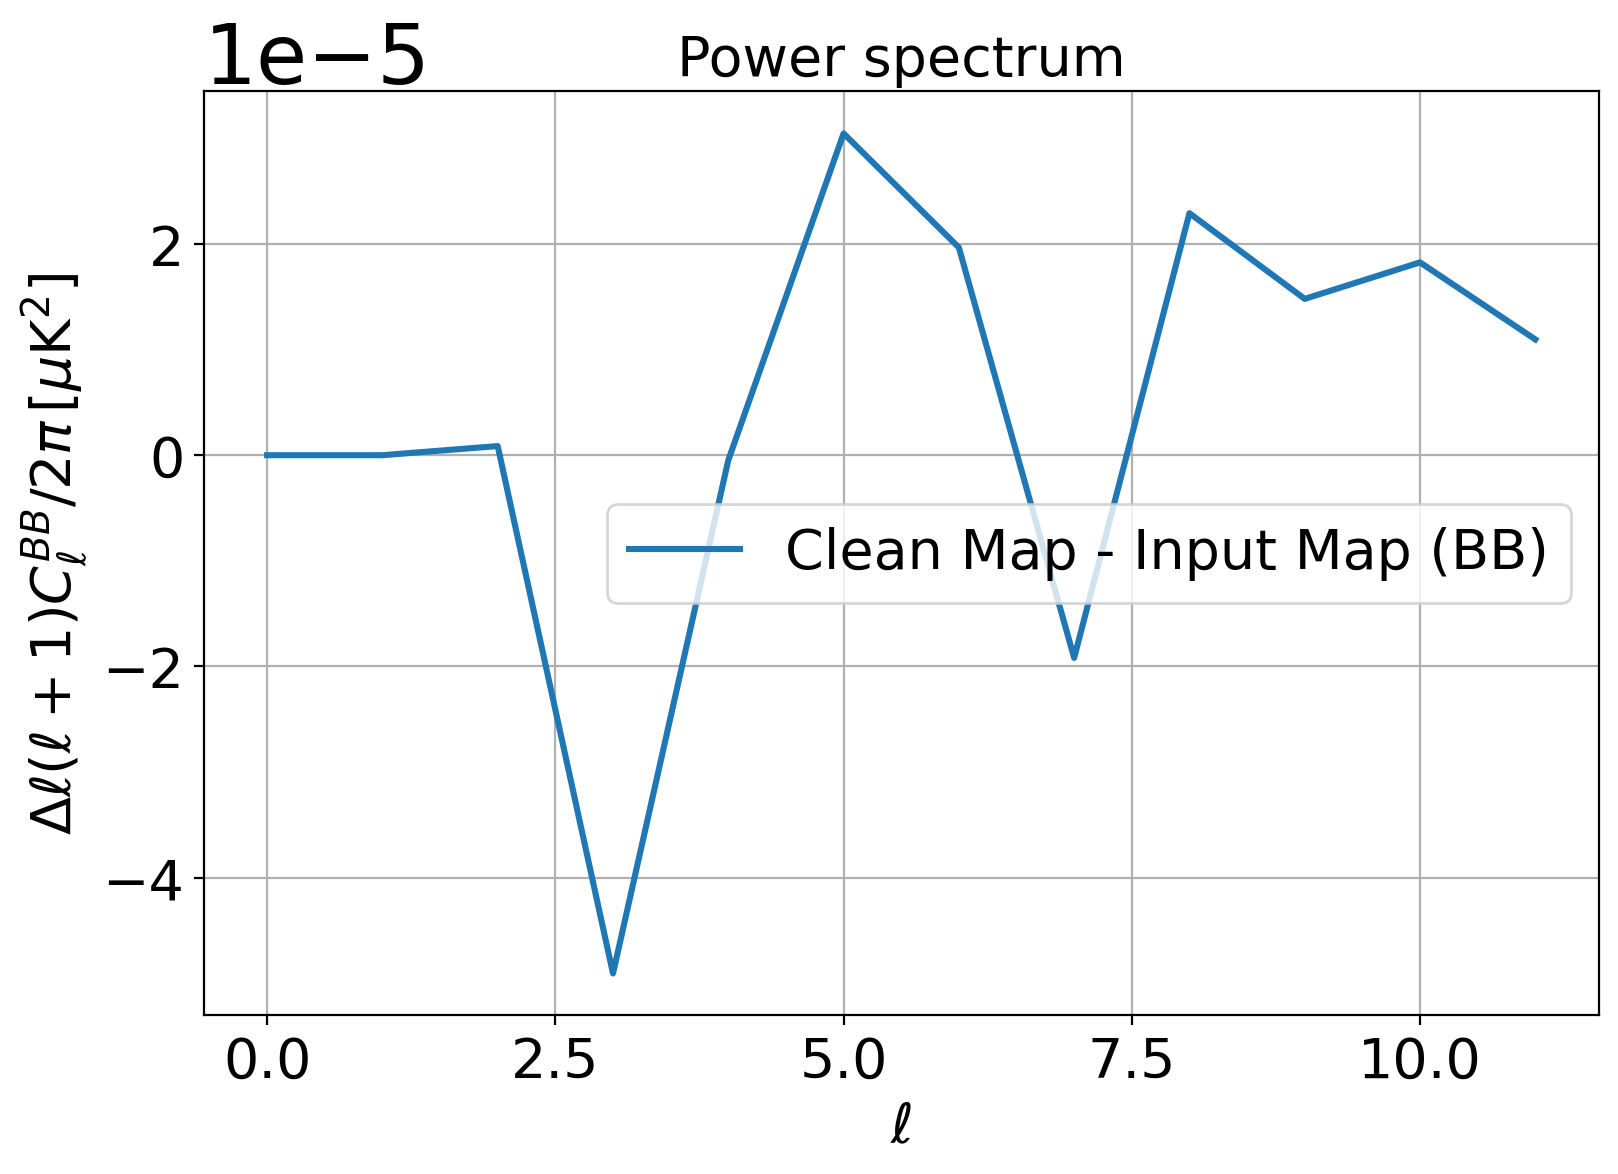 1e−5
Power spectrum
Δℓ(ℓ + 1)C_ℓ^{BB}/2π [μK²]
2
0
−2
−4
Clean Map - Input Map (BB)
0.0 2.5 5.0 7.5 10.0
ℓ